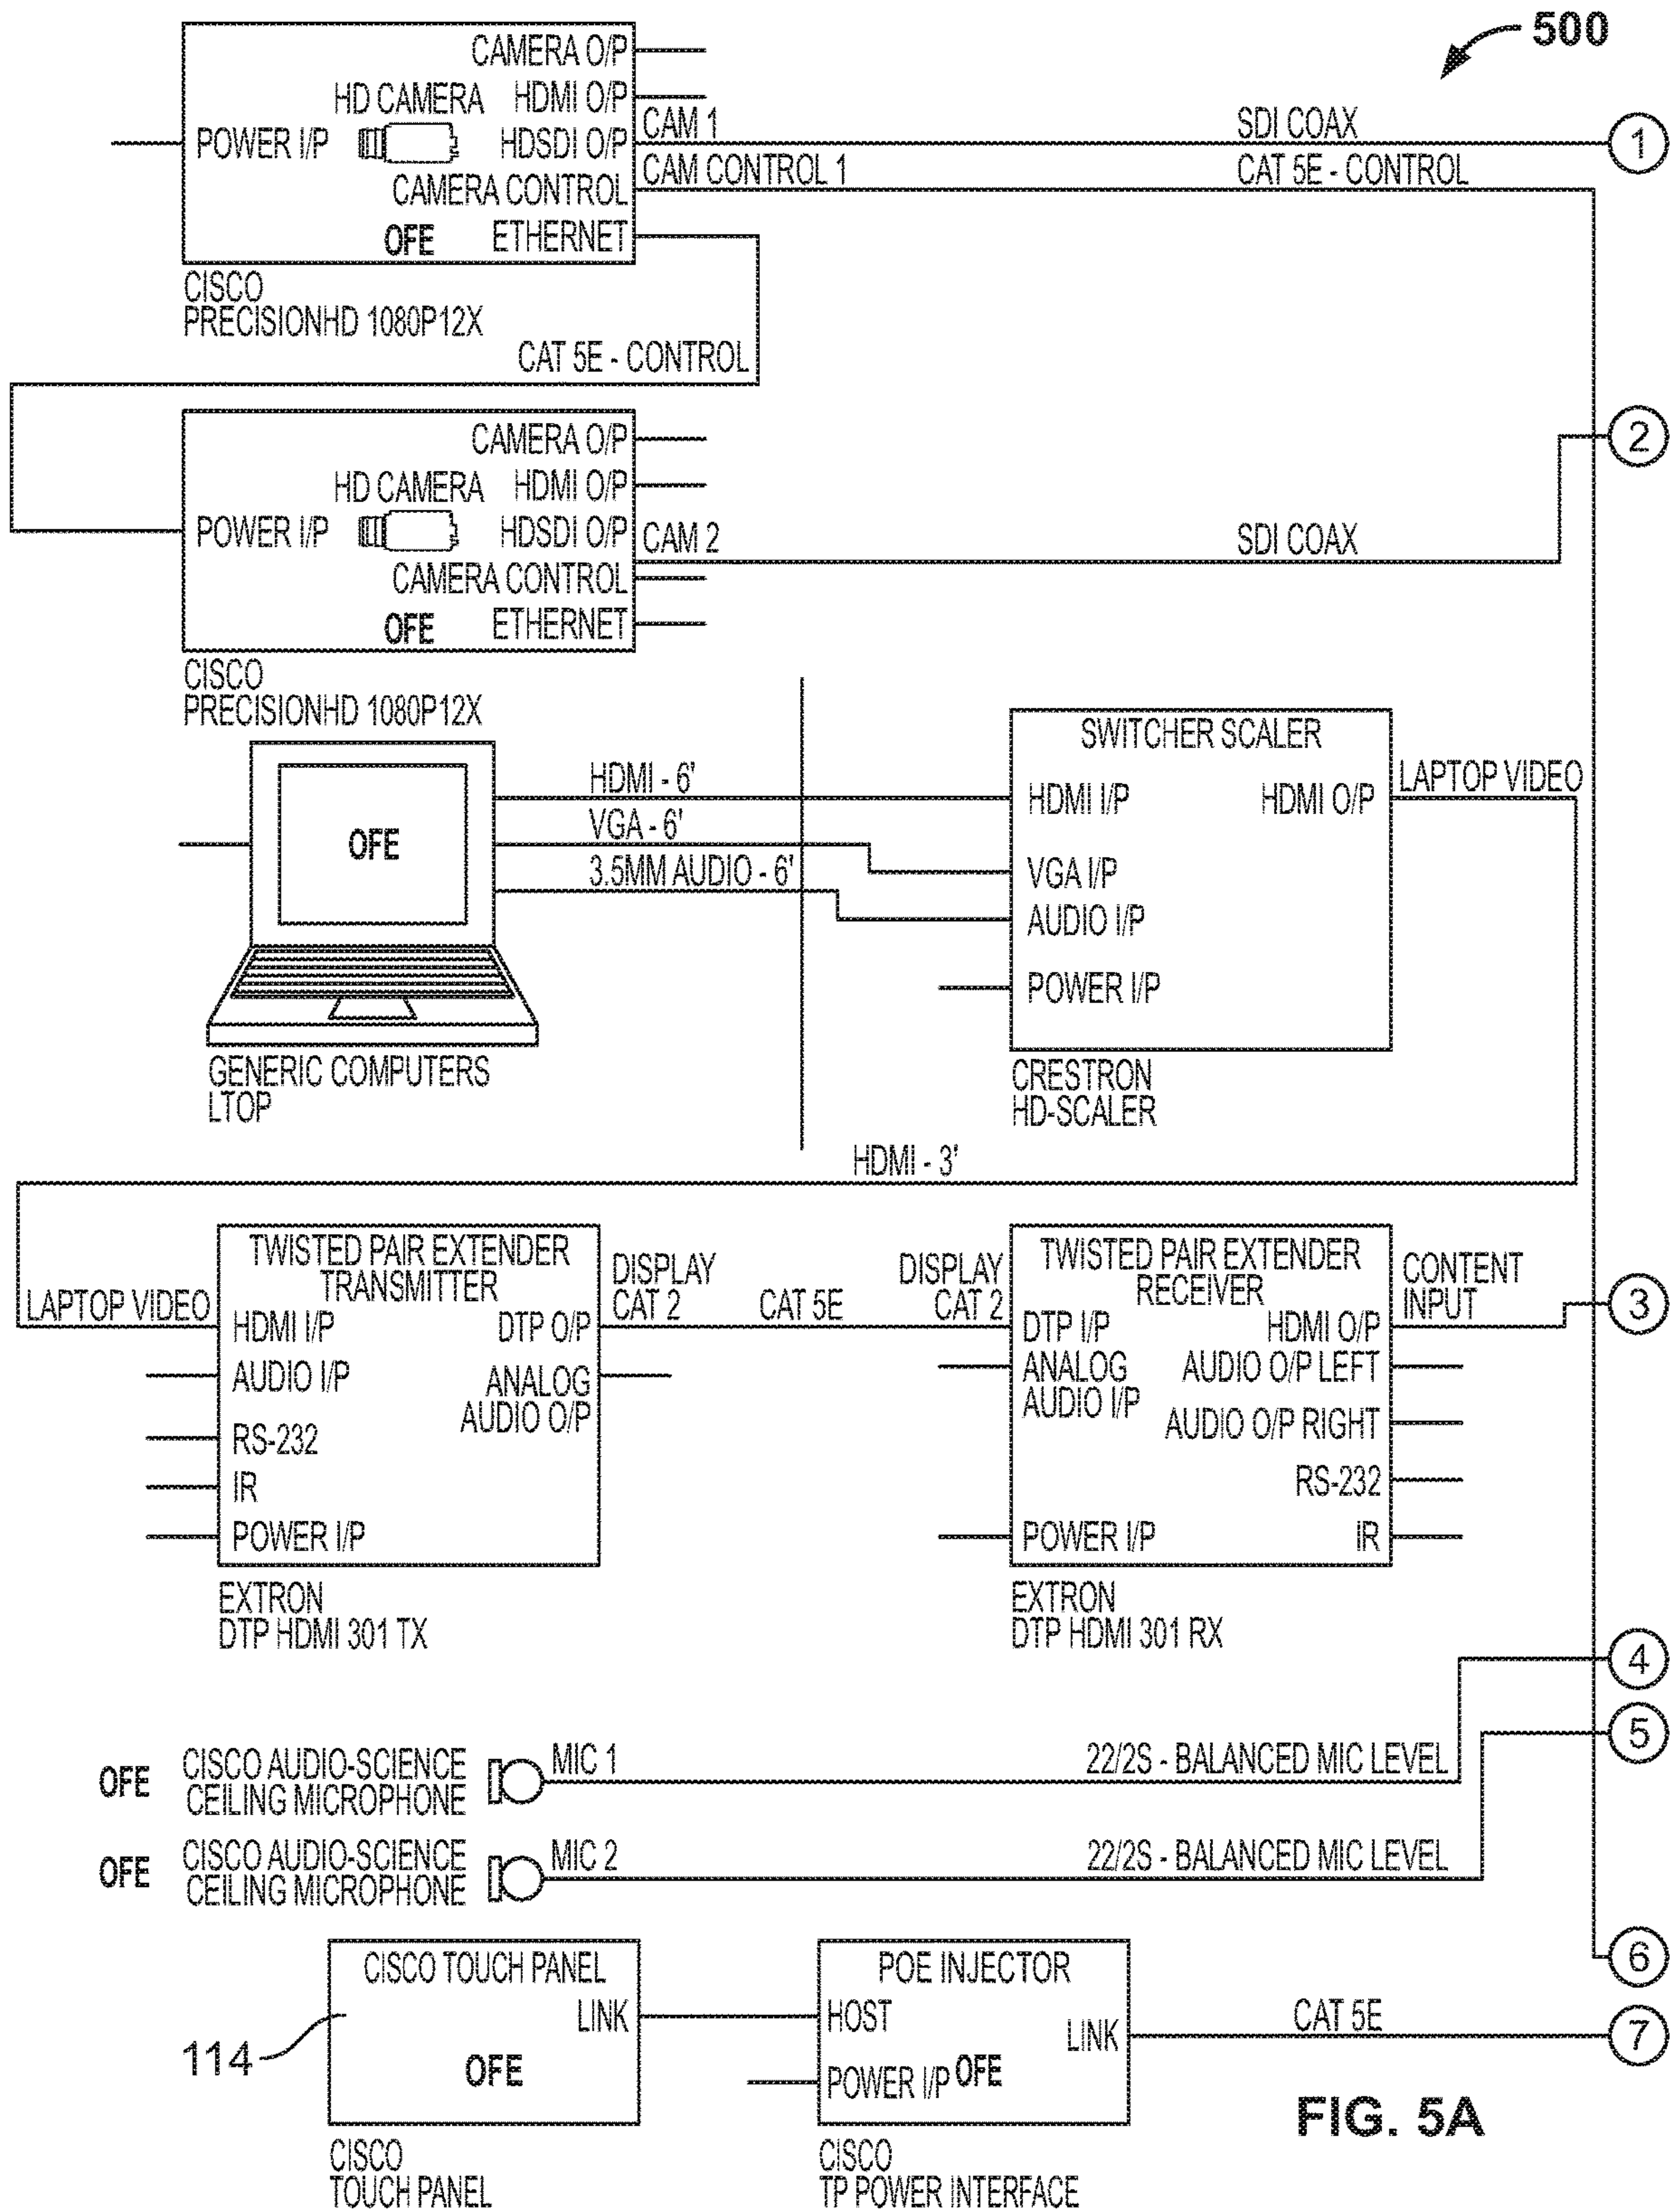 500
CAMERA O/P
HD CAMERA HDMI O/P
POWER I/P HDSDI O/P CAM 1 SDI COAX 1
CAMERA CONTROL CAM CONTROL 1 CAT 5E - CONTROL
OFE ETHERNET
CISCO
PRECISIONHD 1080P12X
CAT 5E - CONTROL
CAMERA O/P 2
HD CAMERA HDMI O/P
POWER I/P HDSDI O/P CAM 2 SDI COAX
CAMERA CONTROL
OFE ETHERNET
CISCO
PRECISIONHD 1080P12X
SWITCHER SCALER
HDMI - 6' HDMI I/P HDMI O/P LAPTOP VIDEO
OFE VGA - 6' VGA I/P
3.5MM AUDIO - 6' AUDIO I/P
POWER I/P
GENERIC COMPUTERS
LTOP
CRESTRON
HD-SCALER
HDMI - 3'
TWISTED PAIR EXTENDER
TRANSMITTER
LAPTOP VIDEO HDMI I/P DTP O/P
DISPLAY
CAT 2
CAT 5E
AUDIO I/P ANALOG
AUDIO O/P
RS-232
IR
POWER I/P
EXTRON
DTP HDMI 301 TX
DISPLAY
CAT 2
TWISTED PAIR EXTENDER
RECEIVER
DTP I/P HDMI O/P
CONTENT
INPUT
3
ANALOG
AUDIO I/P
AUDIO O/P LEFT
AUDIO O/P RIGHT
RS-232
POWER I/P IR
EXTRON
DTP HDMI 301 RX
4
5
OFE CISCO AUDIO-SCIENCE
CEILING MICROPHONE
MIC 1 22/2S - BALANCED MIC LEVEL
OFE CISCO AUDIO-SCIENCE
CEILING MICROPHONE
MIC 2 22/2S - BALANCED MIC LEVEL
6
CISCO TOUCH PANEL
LINK
114
OFE
CISCO
TOUCH PANEL
POE INJECTOR
HOST
LINK CAT 5E 7
POWER I/P OFE
CISCO
TP POWER INTERFACE
FIG. 5A